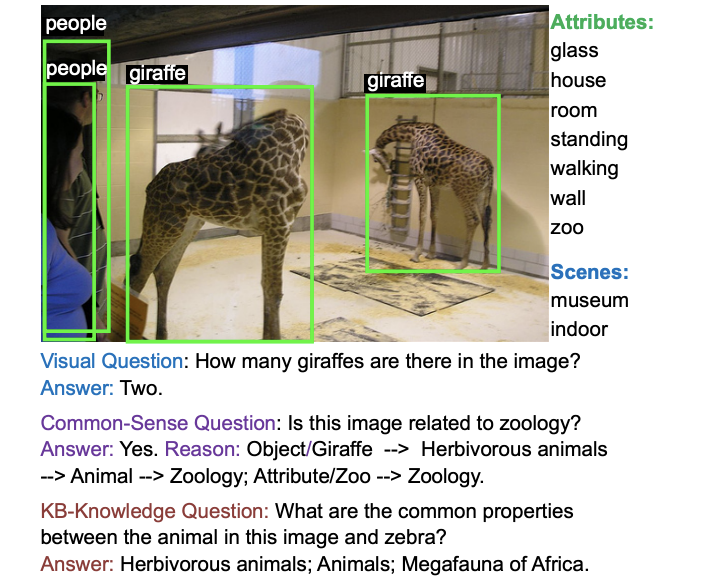 people
people
giraffe
giraffe
Attributes:
glass
house
room
standing
walking
wall
zoo
Scenes:
museum
indoor
Visual Question: How many giraffes are there in the image?
Answer: Two.
Common-Sense Question: Is this image related to zoology?
Answer: Yes. Reason: Object/Giraffe --> Herbivorous animals
--> Animal --> Zoology; Attribute/Zoo --> Zoology.
KB-Knowledge Question: What are the common properties
between the animal in this image and zebra?
Answer: Herbivorous animals; Animals; Megafauna of Africa.